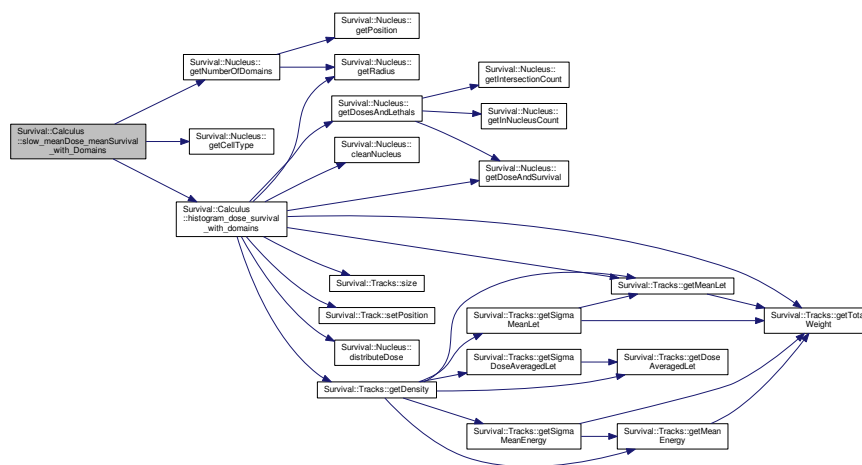 Survival::Nucleus::
getPosition
Survival::Nucleus::
getNumberOfDomains
Survival::Nucleus::
getRadius
Survival::Nucleus::
getIntersectionCount
Survival::Nucleus::
getDosesAndLethals
Survival::Nucleus::
getInNucleusCount
Survival::Calculus
::slow_meanDose_meanSurvival
_with_Domains
Survival::Nucleus::
getCellType
Survival::Nucleus::
cleanNucleus
Survival::Nucleus::
getDoseAndSurvival
Survival::Calculus
::histogram_dose_survival
_with_domains
Survival::Tracks::size
Survival::Tracks::getMeanLet
Survival::Track::setPosition
Survival::Tracks::getSigma
MeanLet
Survival::Tracks::getTotal
Weight
Survival::Nucleus::
distributeDose
Survival::Tracks::getSigma
DoseAveragedLet
Survival::Tracks::getDose
AveragedLet
Survival::Tracks::getDensity
Survival::Tracks::getSigma
MeanEnergy
Survival::Tracks::getMean
Energy